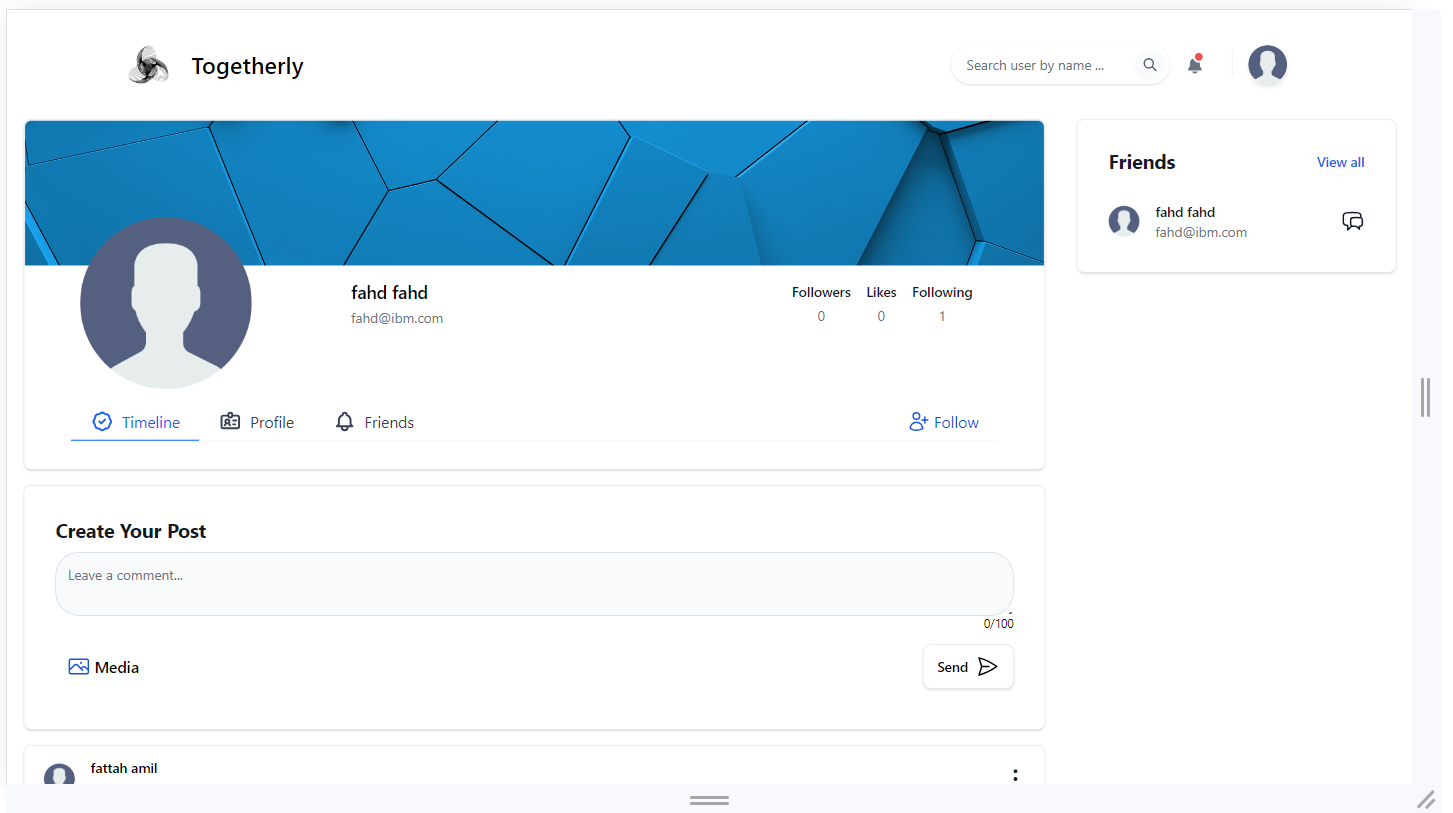 Togetherly
Search user by name ...
fahd fahd
fahd@ibm.com
Followers Likes Following
0 0 1
Timeline Profile Friends Follow
Create Your Post
Leave a comment...
0/100
Media Send
fattah amil
Friends View all
fahd fahd
fahd@ibm.com